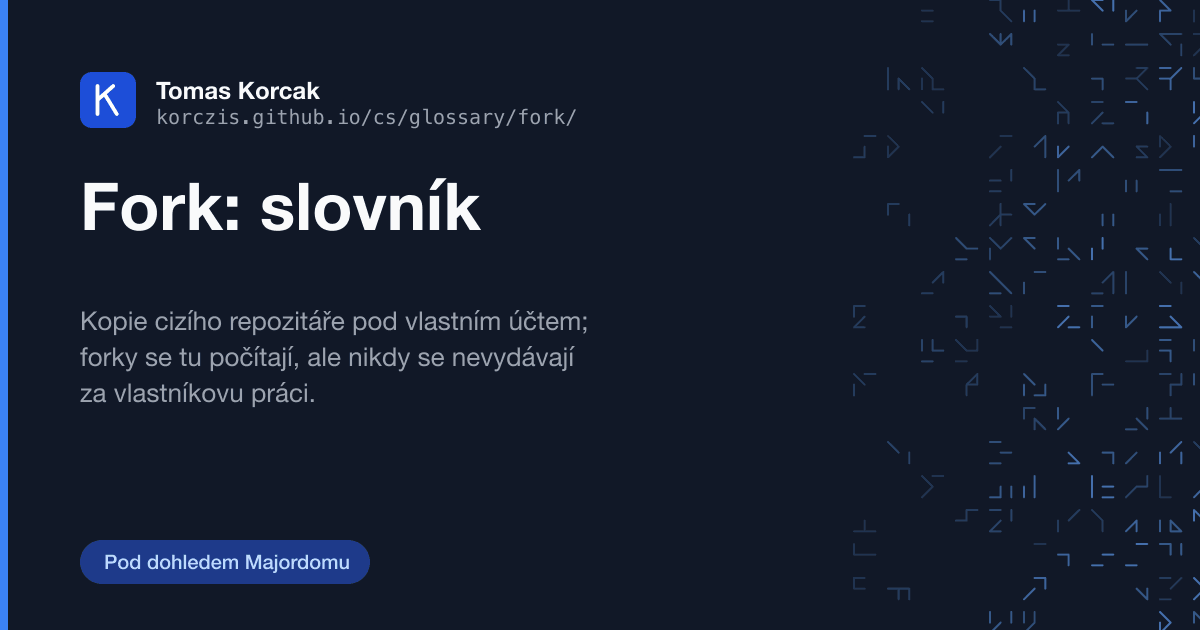 Tomas Korcak
korczis.github.io/cs/glossary/fork/
Fork: slovník
Kopie cizího repozitáře pod vlastním účtem;
forky se tu počítají, ale nikdy se nevydávají
za vlastníkovu práci.
Pod dohledem Majordomu